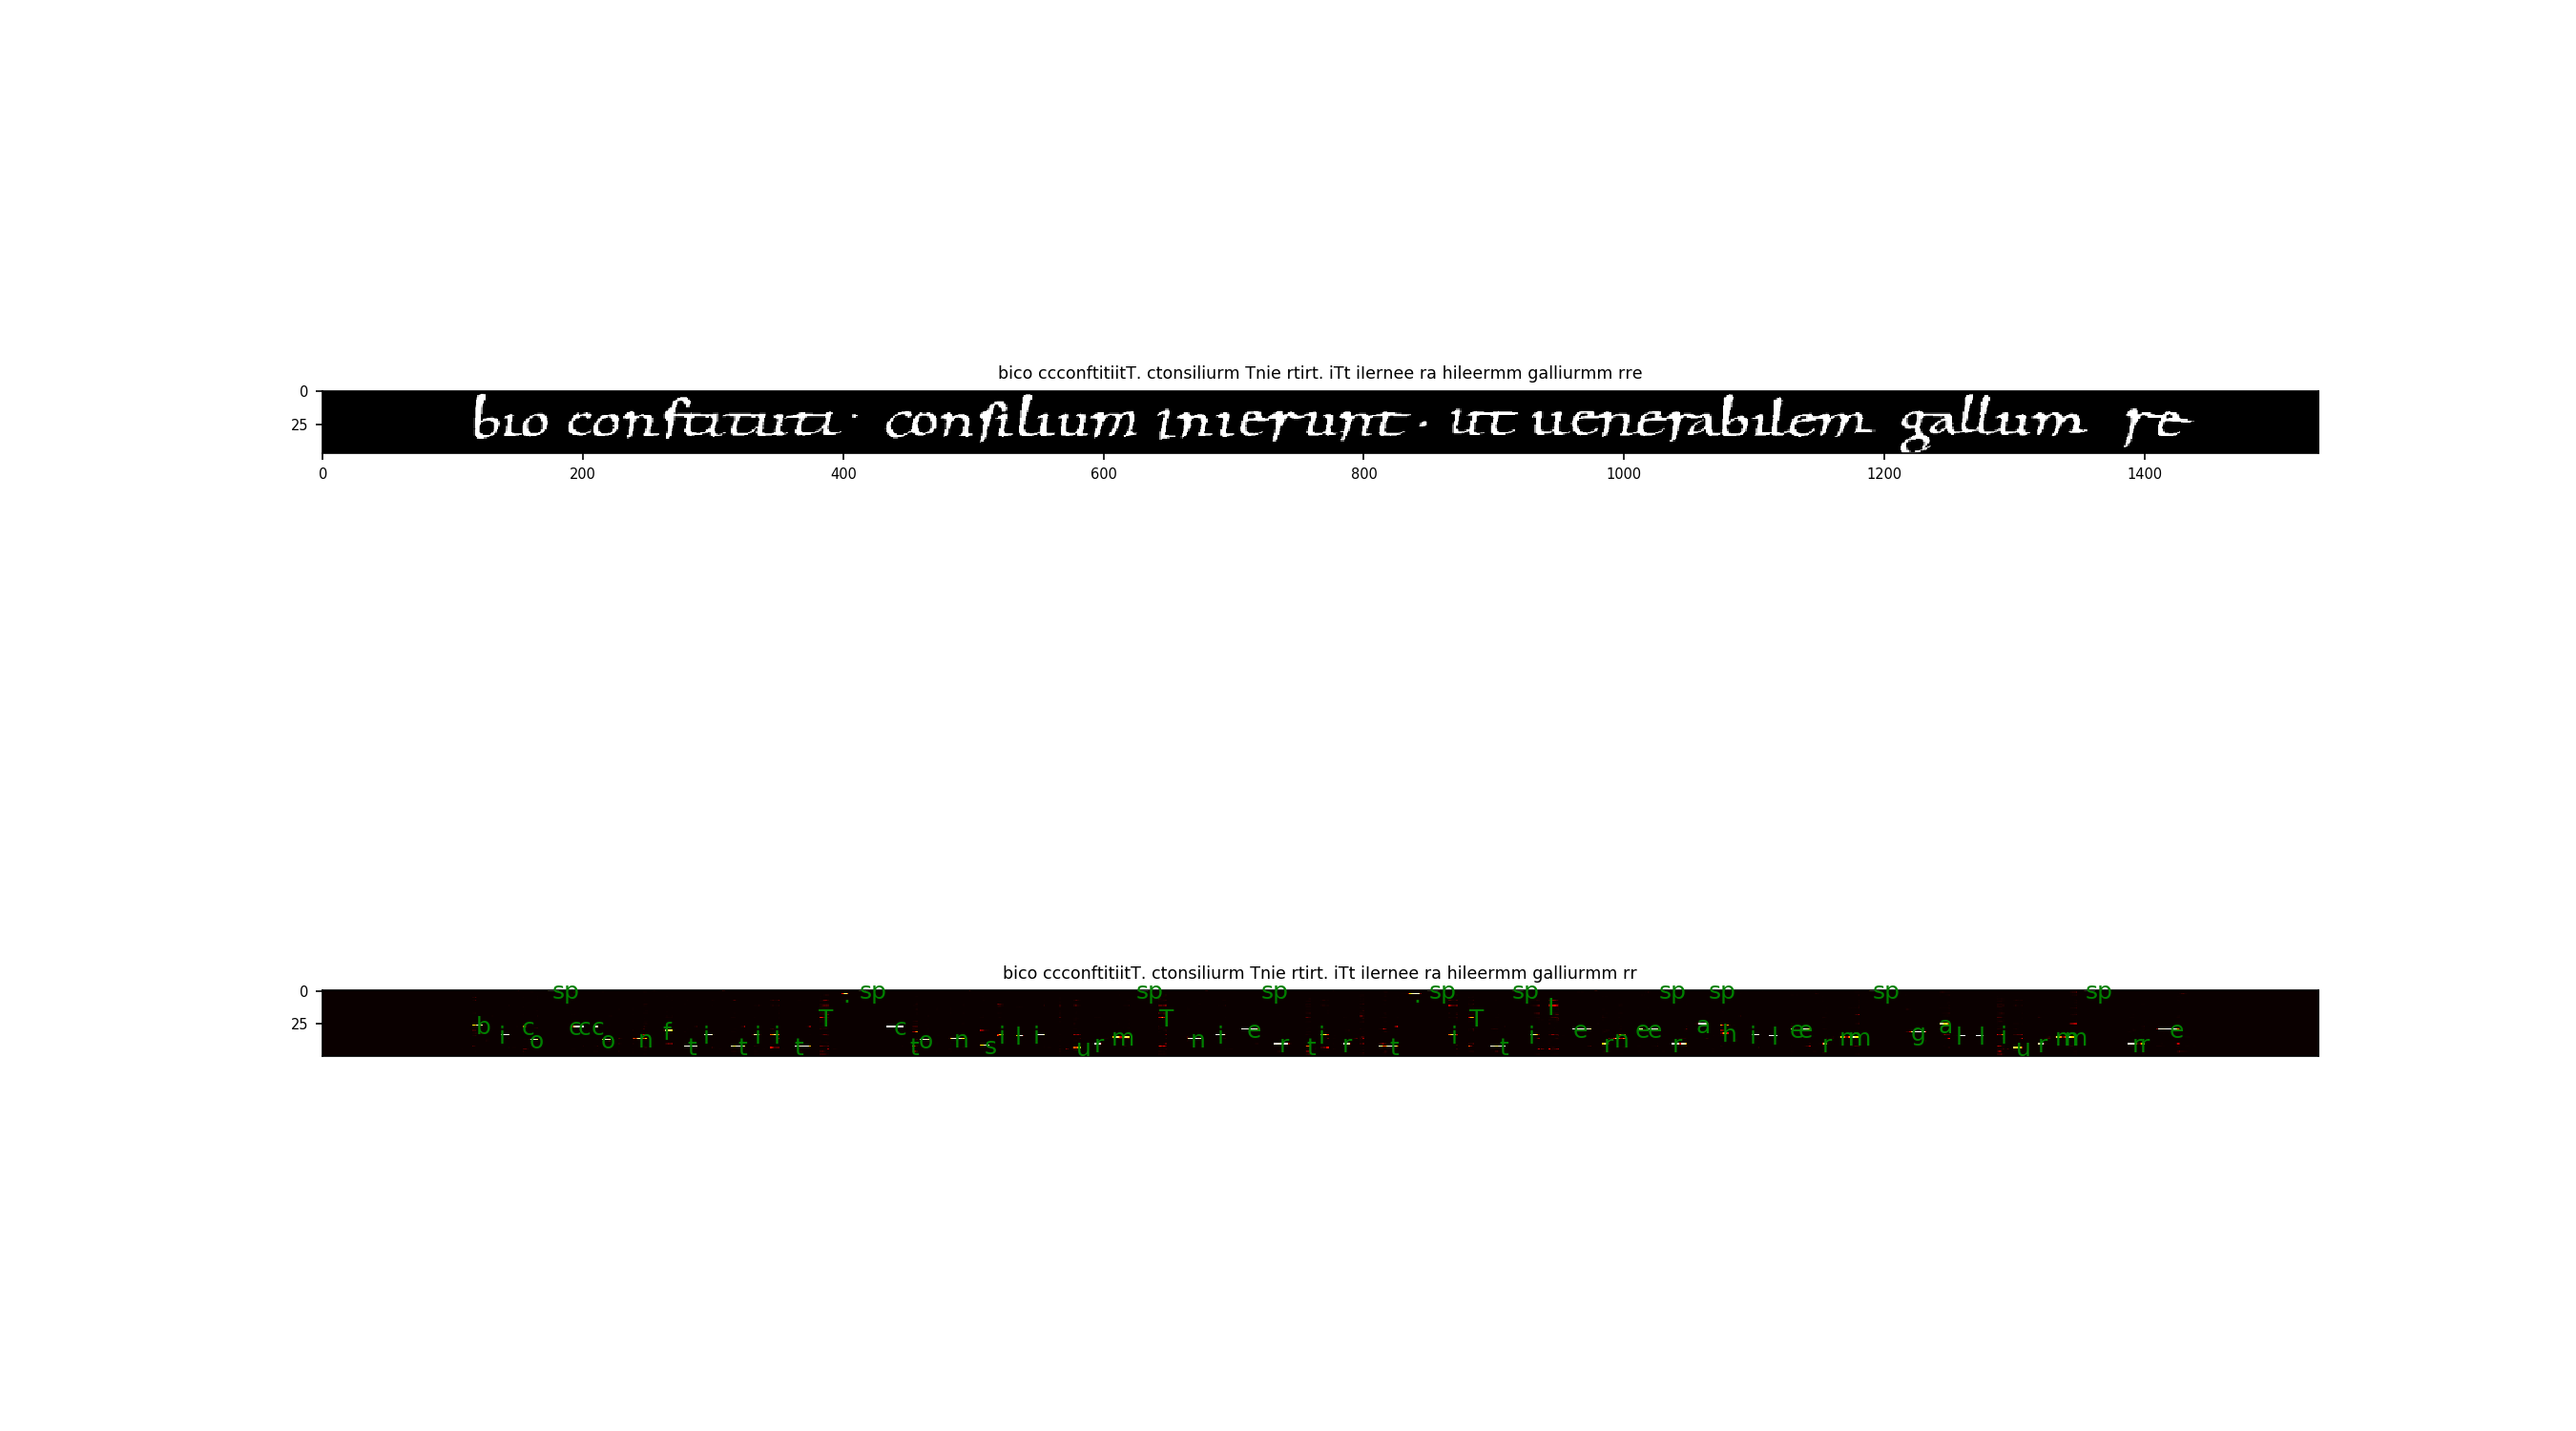 bico ccconftitiitT. ctonsiliurm Tnie rtirt. iTt ilernee ra hileermm galliurmm rre
0
25
bio conſtituti · conſilium inierunt · ut uenerabilem gallum re
0 200 400 600 800 1000 1200 1400
bico ccconftitiitT. ctonsiliurm Tnie rtirt. iTt ilernee ra hileermm galliurmm rr
0
25
sp . sp sp sp . sp sp sp sp sp sp
b i c o c c c o n f t i t i i t T c t o n s i l i u r m T n i e r t i r t i T t i l e r n e e r a h i l e e r m m g a l l i u r m m r r e